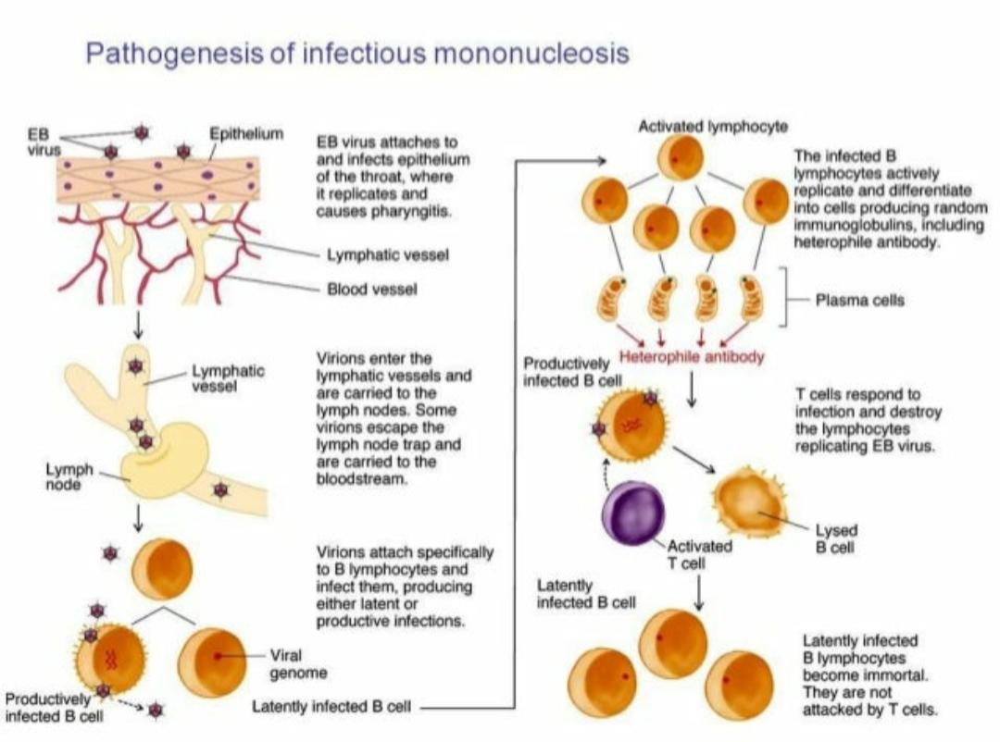 Pathogenesis of infectious mononucleosis
EB
virus
Epithelium
EB virus attaches to
and infects epithelium
of the throat, where
it replicates and
causes pharyngitis.
Lymphatic vessel
Blood vessel
Lymphatic
vessel
Lymph
node
Virions enter the
lymphatic vessels and
are carried to the
lymph nodes. Some
virions escape the
lymph node trap and
are carried to the
bloodstream.
Virions attach specifically
to B lymphocytes and
infect them, producing
either latent or
productive infections.
Viral
genome
Productively
infected B cell
Latently infected B cell
Activated lymphocyte
The infected B
lymphocytes actively
replicate and differentiate
into cells producing random
immunoglobulins, including
heterophile antibody.
Plasma cells
Heterophile antibody
Productively
infected B cell
T cells respond to
infection and destroy
the lymphocytes
replicating EB virus.
Lysed
B cell
Activated
T cell
Latently
infected B cell
Latently infected
B lymphocytes
become immortal.
They are not
attacked by T cells.